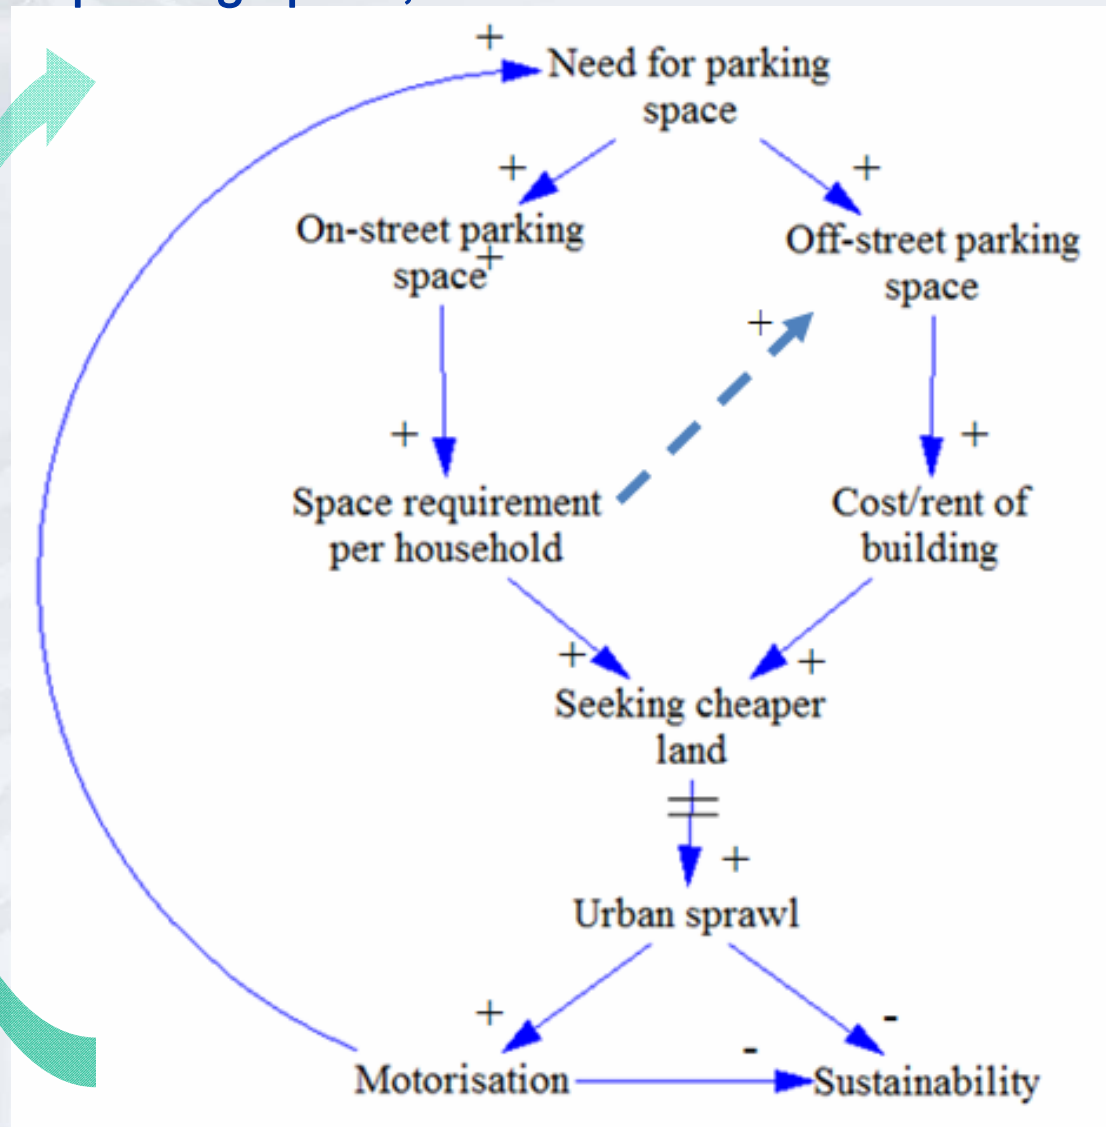 +
Need for parking
space
+
+
On-street parking
space+
Off-street parking
space
+
+
+
Space requirement
per household
Cost/rent of
building
+
+
Seeking cheaper
land
+
Urban sprawl
+
-
-
Motorisation
Sustainability